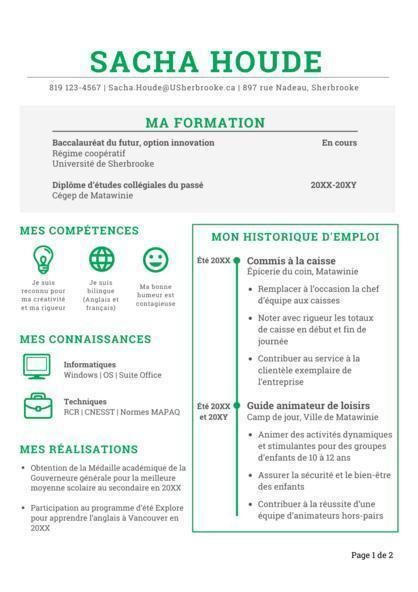 SACHA HOUDE
819 123-4567 | Sacha.Houde@USherbrooke.ca | 897 rue Nadeau, Sherbrooke
MA FORMATION
Baccalauréat du futur, option innovation En cours
Régime coopératif
Université de Sherbrooke
Diplôme d'études collégiales du passé 20XX-20XY
Cégep de Matawinie
MES COMPÉTENCES
Je suis
reconnu pour
ma créativité
et ma rigueur
Je suis
bilingue
(Anglais et
français)
Ma bonne
humeur est
contagieuse
MES CONNAISSANCES
Informatiques
Windows | OS | Suite Office
Techniques
RCR | CNESST | Normes MAPAQ
MES RÉALISATIONS
• Obtention de la Médaille académique de la
Gouverneure générale pour la meilleure
moyenne scolaire au secondaire en 20XX
• Participation au programme d'été Explore
pour apprendre l'anglais à Vancouver en
20XX
MON HISTORIQUE D'EMPLOI
Été 20XX Commis à la caisse
Épicerie du coin, Matawinie
• Remplacer à l'occasion la chef
d'équipe aux caisses
• Noter avec rigueur les totaux
de caisse en début et fin de
journée
• Contribuer au service à la
clientèle exemplaire de
l'entreprise
Été 20XX
et 20XY
Guide animateur de loisirs
Camp de jour, Ville de Matawinie
• Animer des activités dynamiques
et stimulantes pour des groupes
d'enfants de 10 à 12 ans
• Assurer la sécurité et le bien-être
des enfants
• Contribuer à la réussite d'une
équipe d'animateurs hors-pairs
Page 1 de 2